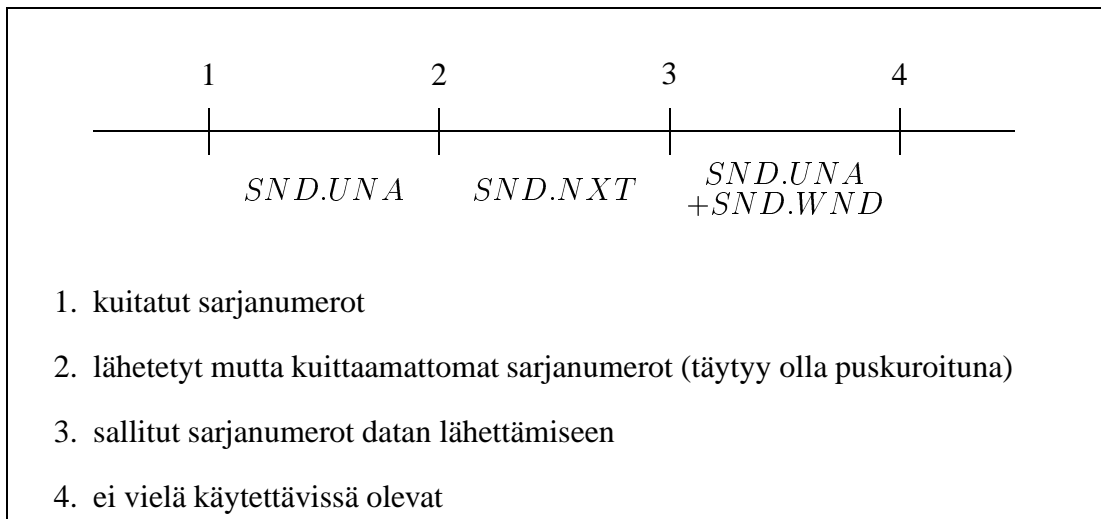 1 2 3 4
SND.UNA SND.NXT SND.UNA
+SND.WND
1. kuitatut sarjanumerot
2. lähetetyt mutta kuittaamattomat sarjanumerot (täytyy olla puskuroituna)
3. sallitut sarjanumerot datan lähettämiseen
4. ei vielä käytettävissä olevat